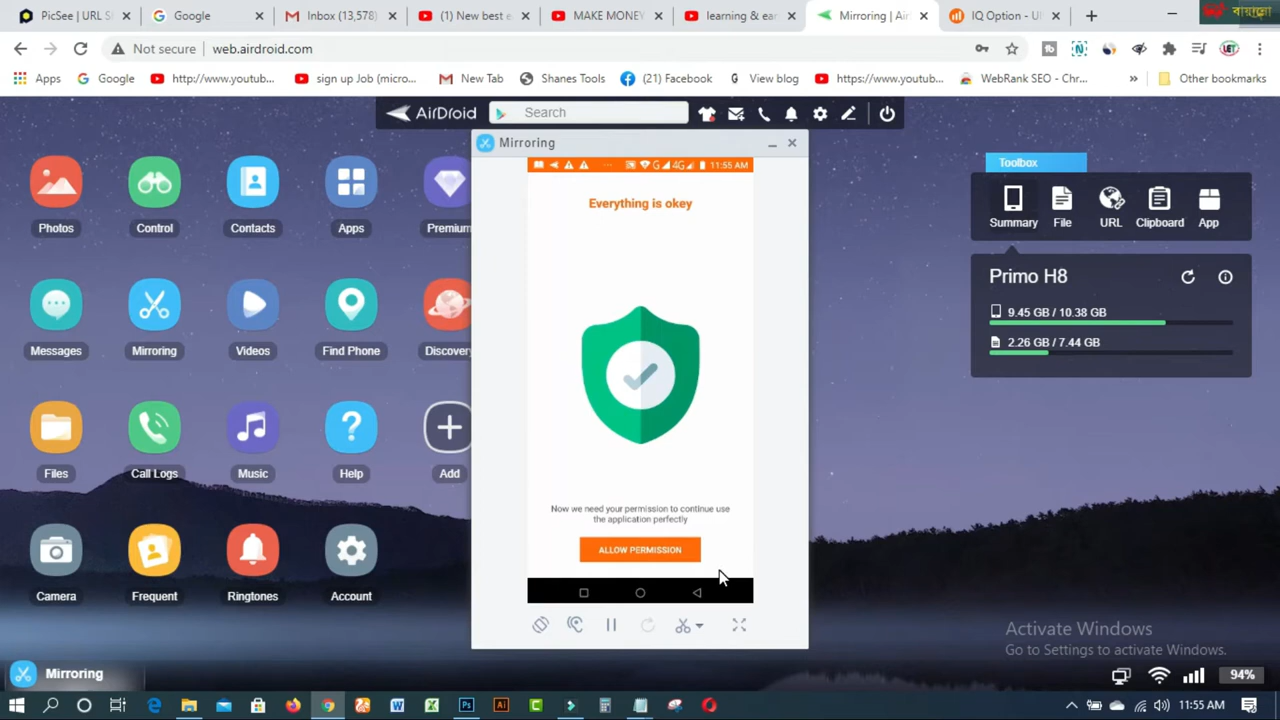 PicSee | URL S
Google
Inbox (13,578)
(1) New best
MAKE MONEY
learning & ear
Mirroring | Air
IQ Option - U
বায়ান্নো
Not secure
web.airdroid.com
Apps
Google
http://www.youtub...
sign up Job (micro...
New Tab
Shanes Tools
(21) Facebook
View blog
https://www.youtub...
WebRank SEO - Chr...
»
Other bookmarks
AirDroid
Search
Mirroring
11:55 AM
Everything is okey
Now we need your permission to continue use
the application perfectly
ALLOW PERMISSION
Photos
Control
Contacts
Apps
Premium
Messages
Mirroring
Videos
Find Phone
Discovery
Files
Call Logs
Music
Help
Add
Camera
Frequent
Ringtones
Account
Toolbox
Summary
File
URL
Clipboard
App
Primo H8
9.45 GB / 10.38 GB
2.26 GB / 7.44 GB
Activate Windows
Go to Settings to activate Windows.
Mirroring
94%
11:55 AM